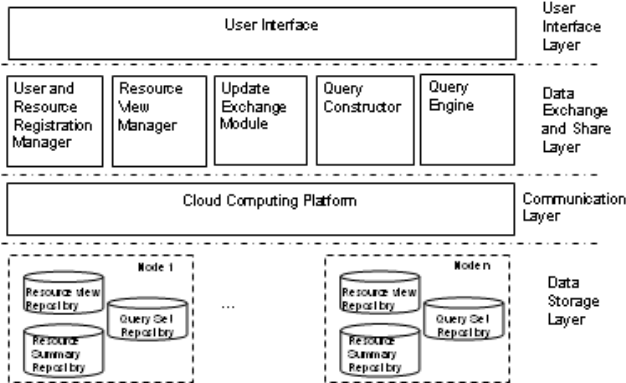 User Interface
User
Interface
Layer
User and
Resource
Registration
Manager
Resource
View
Manager
Update
Exchange
Module
Query
Constructor
Query
Engine
Data
Exchange
and Share
Layer
Cloud Computing Platform
Communication
Layer
Node 1
Resource View
Repository
Query Set
Repository
Resource
Summary
Repository
...
Node n
Resource View
Repository
Query Set
Repository
Resource
Summary
Repository
Data
Storage
Layer